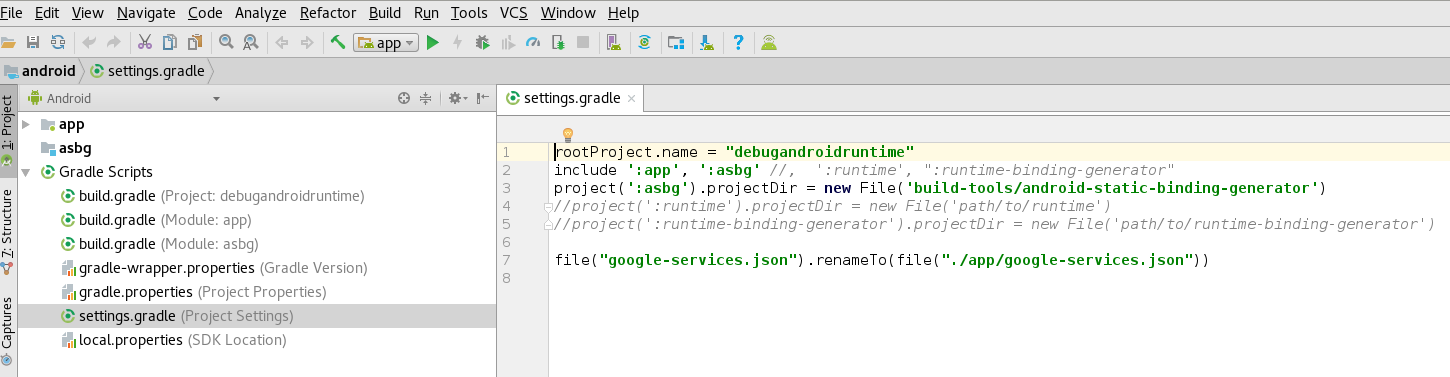 File Edit View Navigate Code Analyze Refactor Build Run Tools VCS Window Help
app
android settings.gradle
1: Project
7: Structure
Captures
Android
app
asbg
Gradle Scripts
build.gradle (Project: debugandroidruntime)
build.gradle (Module: app)
build.gradle (Module: asbg)
gradle-wrapper.properties (Gradle Version)
gradle.properties (Project Properties)
settings.gradle (Project Settings)
local.properties (SDK Location)
settings.gradle
1 rootProject.name = "debugandroidruntime"
2 include ':app', ':asbg' //,  ':runtime', ":runtime-binding-generator"
3 project(':asbg').projectDir = new File('build-tools/android-static-binding-generator')
4 //project(':runtime').projectDir = new File('path/to/runtime')
5 //project(':runtime-binding-generator').projectDir = new File('path/to/runtime-binding-generator')
6
7 file("google-services.json").renameTo(file("./app/google-services.json"))
8